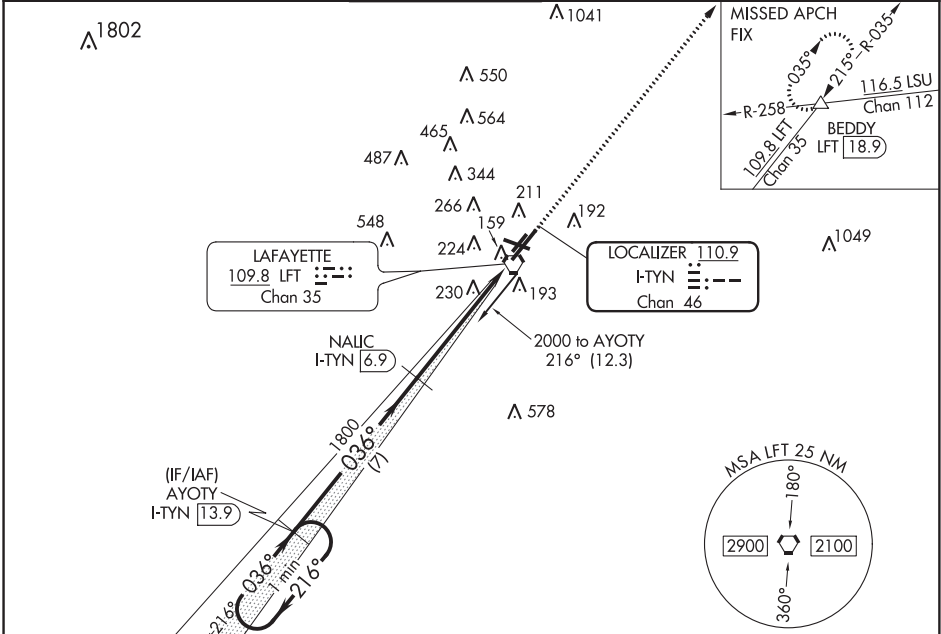 1802
1041
550
564
465
487
344
266
211
159
192
548
224
1049
230
193
578
MISSED APCH
FIX
035°
215°
R-035
116.5 LSU
Chan 112
R-258
BEDDY
LFT 18.9
109.8 LFT
Chan 35
LAFAYETTE
109.8 LFT
Chan 35
LOCALIZER 110.9
I-TYN
Chan 46
NALIC
I-TYN 6.9
2000 to AYOTY
216° (12.3)
1800
036°
(7)
(IF/IAF)
AYOTY
I-TYN 13.9
036°
1 min
216°
216°
MSA LFT 25 NM
180°
2900
2100
360°